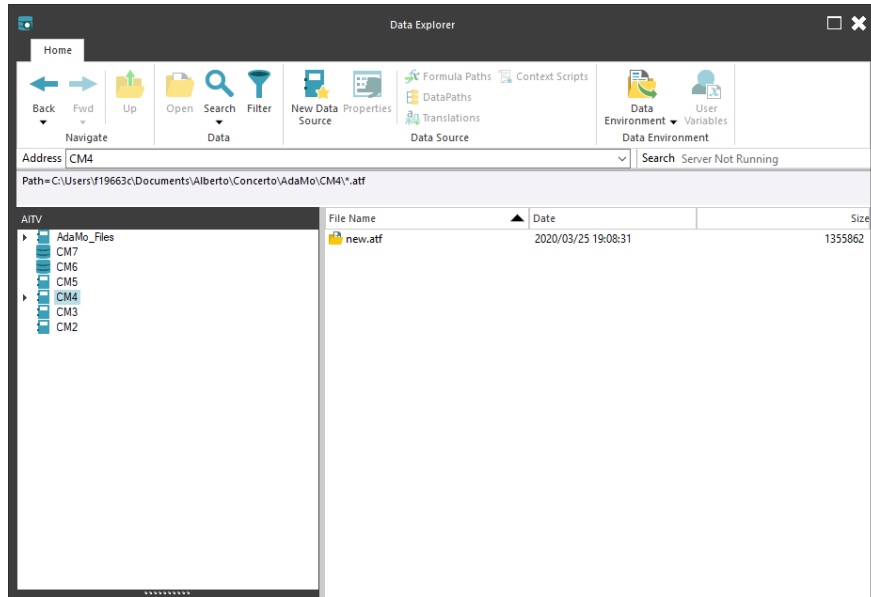 Data Explorer
Home
Back
Fwd
Up
Open
Search
Filter
New Data Source
Properties
Formula Paths
Context Scripts
DataPaths
Translations
Data Environment
User Variables
Navigate
Data
Data Source
Data Environment
Address CM4
Search Server Not Running
Path=C:\Users\f19663c\Documents\Alberto\Concerto\AdaMo\CM4\*.atf
AITV
AdaMo_Files
CM7
CM6
CM5
CM4
CM3
CM2
File Name Date Size
new.atf 2020/03/25 19:08:31 1355862